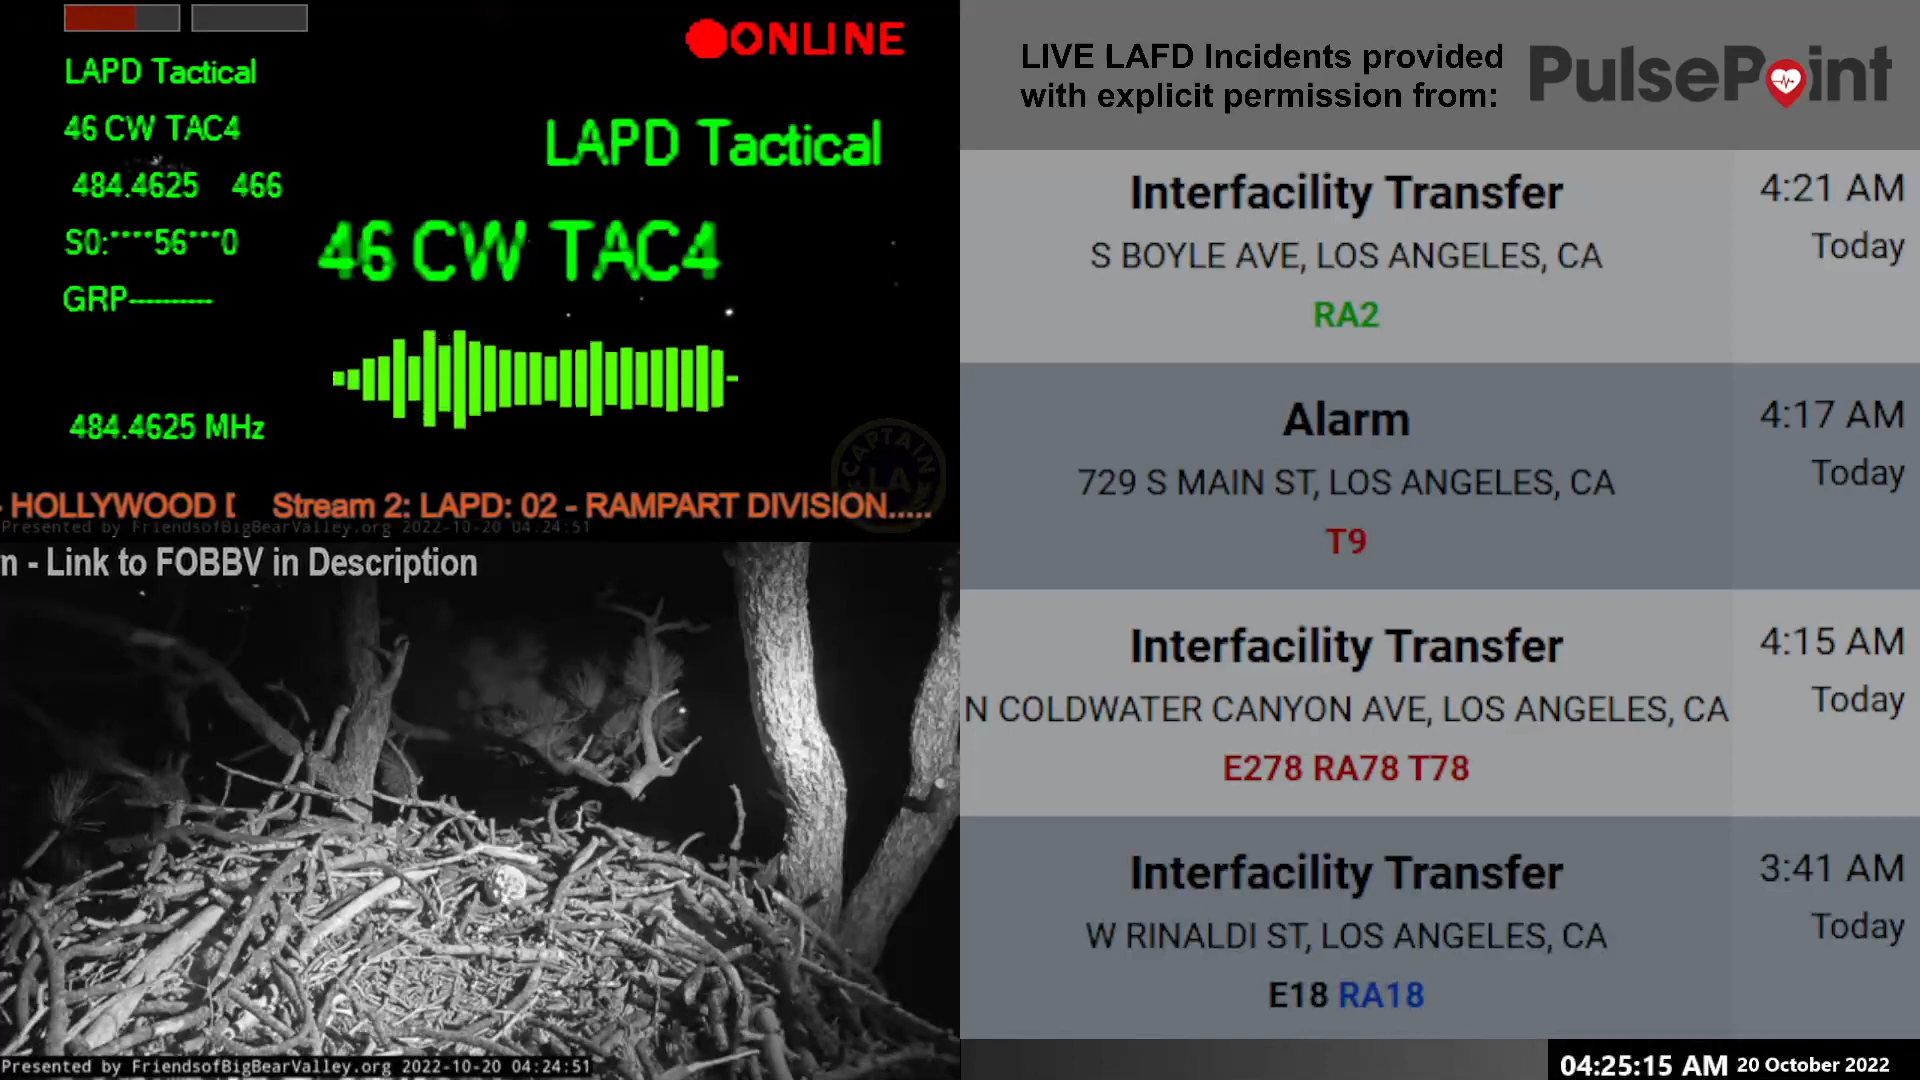 LAPD Tactical
46 CW TAC4
484.4625 466
S0:****56***0
GRP----------
484.4625 MHz
ONLINE
LAPD Tactical
46 CW TAC4
CAPTAIN
LA
HOLLYWOOD Stream 2: LAPD: 02 - RAMPART DIVISION.....
Presented by FriendsofBigBearValley.org 2022-10-20 04:24:51
n - Link to FOBBV in Description
Presented by FriendsofBigBearValley.org 2022-10-20 04:24:51
LIVE LAFD Incidents provided
with explicit permission from:
PulsePoint
Interfacility Transfer 4:21 AM
S BOYLE AVE, LOS ANGELES, CA Today
RA2
Alarm 4:17 AM
729 S MAIN ST, LOS ANGELES, CA Today
T9
Interfacility Transfer 4:15 AM
N COLDWATER CANYON AVE, LOS ANGELES, CA Today
E278 RA78 T78
Interfacility Transfer 3:41 AM
W RINALDI ST, LOS ANGELES, CA Today
E18 RA18
04:25:15 AM 20 October 2022